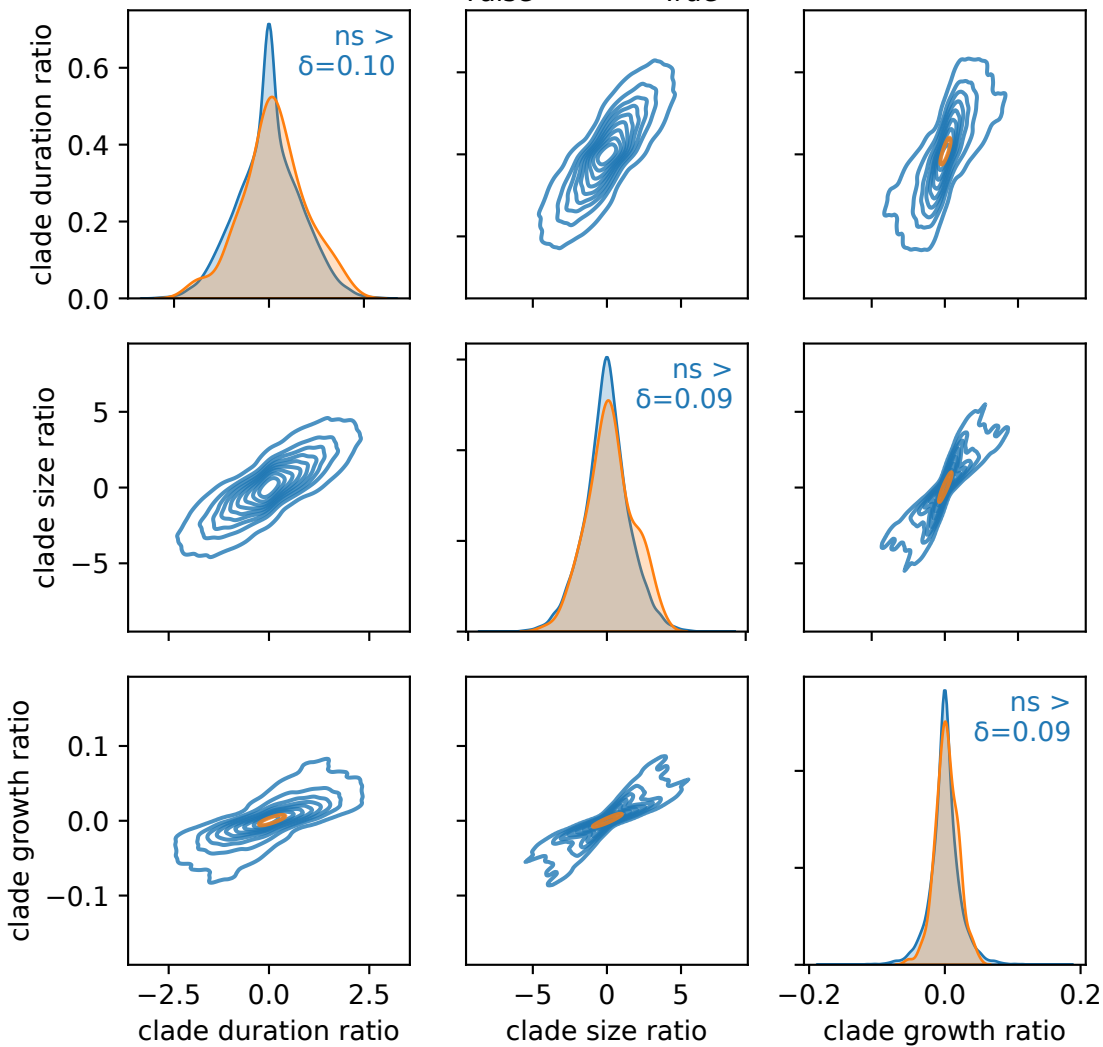 clade duration ratio
0.6
0.4
0.2
0.0
ns >
δ=0.10
clade size ratio
5
0
−5
ns >
δ=0.09
clade growth ratio
0.1
0.0
−0.1
ns >
δ=0.09
−2.5 0.0 2.5
−5 0 5
−0.2 0.0 0.2
clade duration ratio
clade size ratio
clade growth ratio